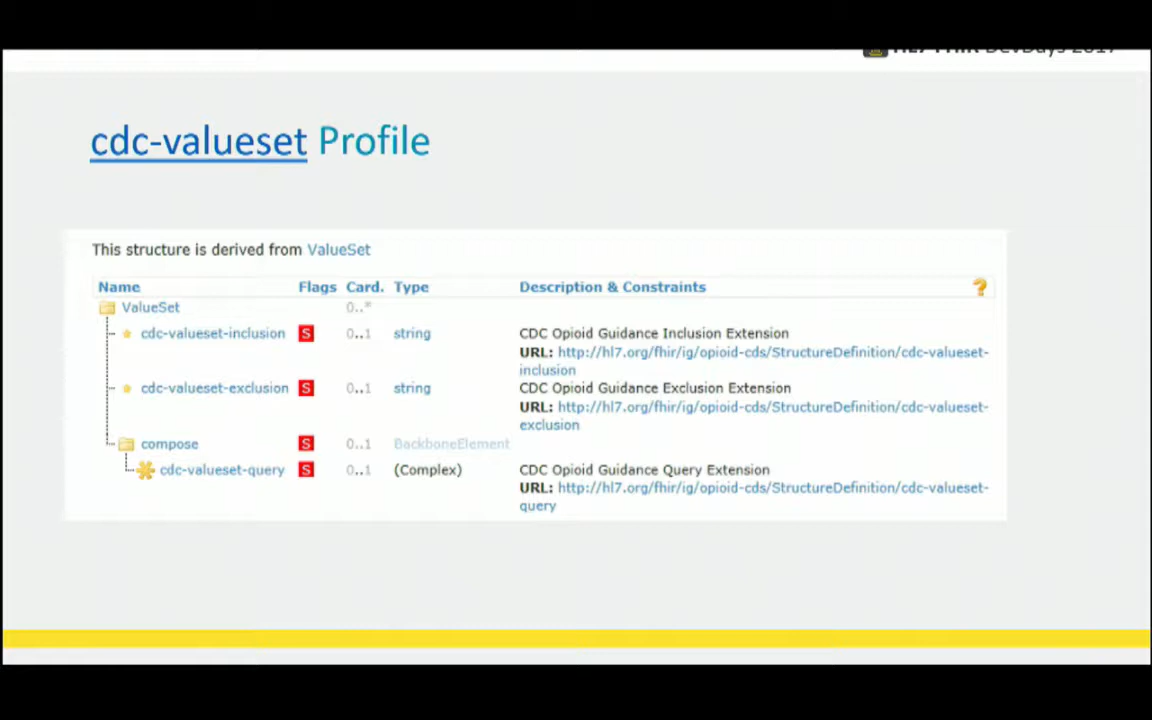 HL7 FHIR DevDays 2017
cdc-valueset Profile
This structure is derived from ValueSet
Name Flags Card. Type Description & Constraints ?
ValueSet 0..*
cdc-valueset-inclusion S 0..1 string CDC Opioid Guidance Inclusion Extension
URL: http://hl7.org/fhir/ig/opioid-cds/StructureDefinition/cdc-valueset-
inclusion
cdc-valueset-exclusion S 0..1 string CDC Opioid Guidance Exclusion Extension
URL: http://hl7.org/fhir/ig/opioid-cds/StructureDefinition/cdc-valueset-
exclusion
compose S 0..1 BackboneElement
cdc-valueset-query S 0..1 (Complex) CDC Opioid Guidance Query Extension
URL: http://hl7.org/fhir/ig/opioid-cds/StructureDefinition/cdc-valueset-
query